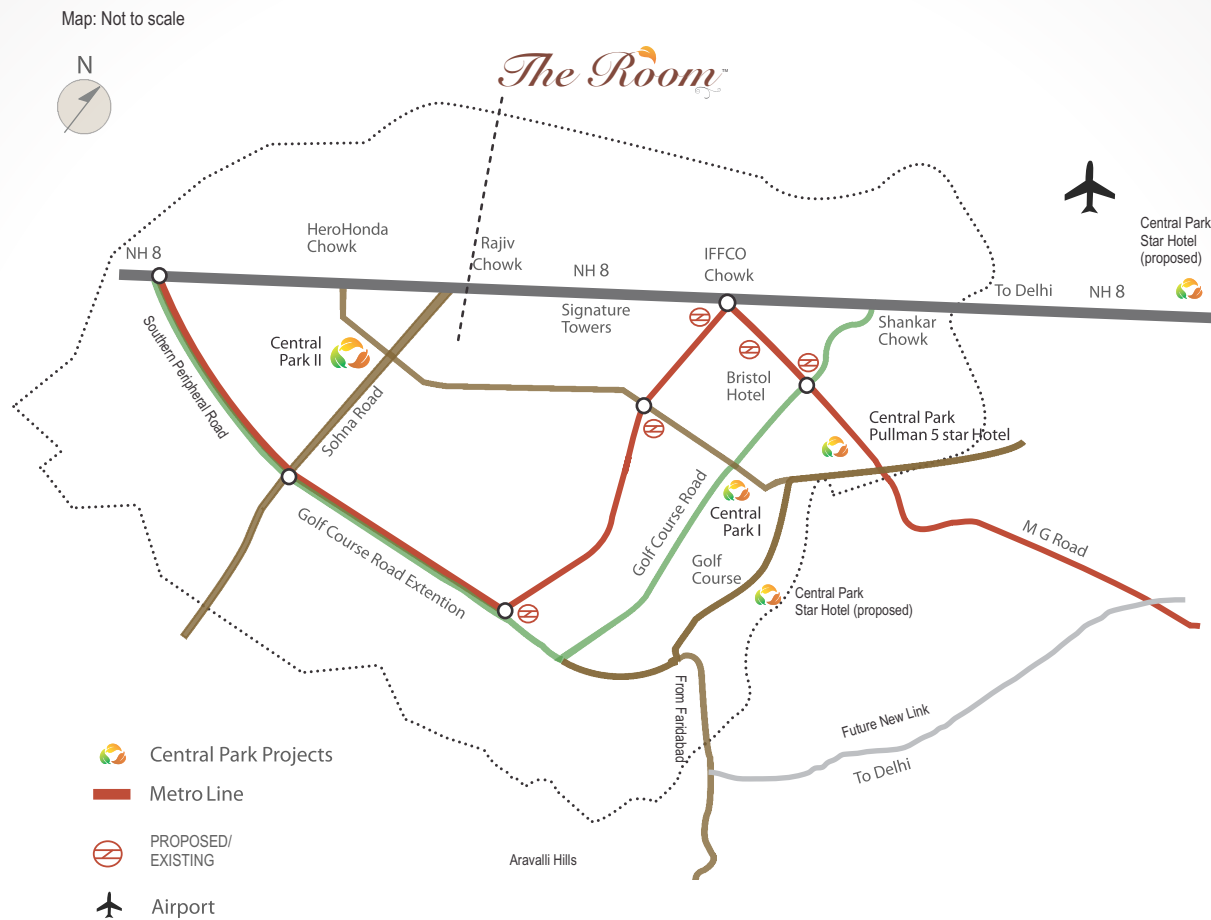 Map: Not to scale
N
The Room™
Central Park
Star Hotel
(proposed)
HeroHonda
Chowk
Rajiv
Chowk
IFFCO
Chowk
NH 8
NH 8
To Delhi
NH 8
Signature
Towers
Shankar
Chowk
Southern Peripheral Road
Central
Park II
Sohna Road
Bristol
Hotel
Central Park
Pullman 5 star Hotel
Golf Course Road
Central
Park I
Golf Course Road Extention
M G Road
Golf
Course
Central Park
Star Hotel (proposed)
From Faridabad
Future New Link
To Delhi
Central Park Projects
Metro Line
PROPOSED/
EXISTING
Aravalli Hills
Airport